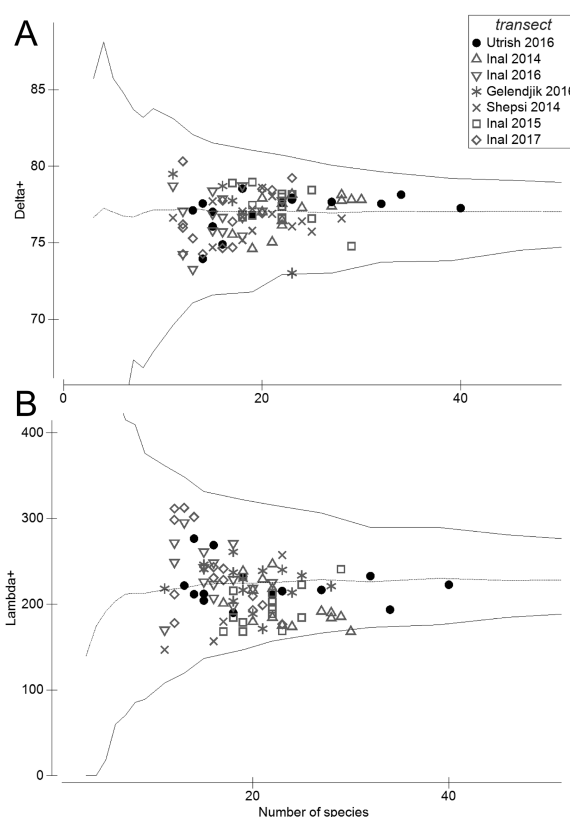 A
transect
Utrish 2016
Inal 2014
Inal 2016
Gelendjik 2016
Shepsi 2014
Inal 2015
Inal 2017
85
80
75
70
Delta+
0
20
40
B
400
300
200
100
0
Lambda+
20
40
Number of species